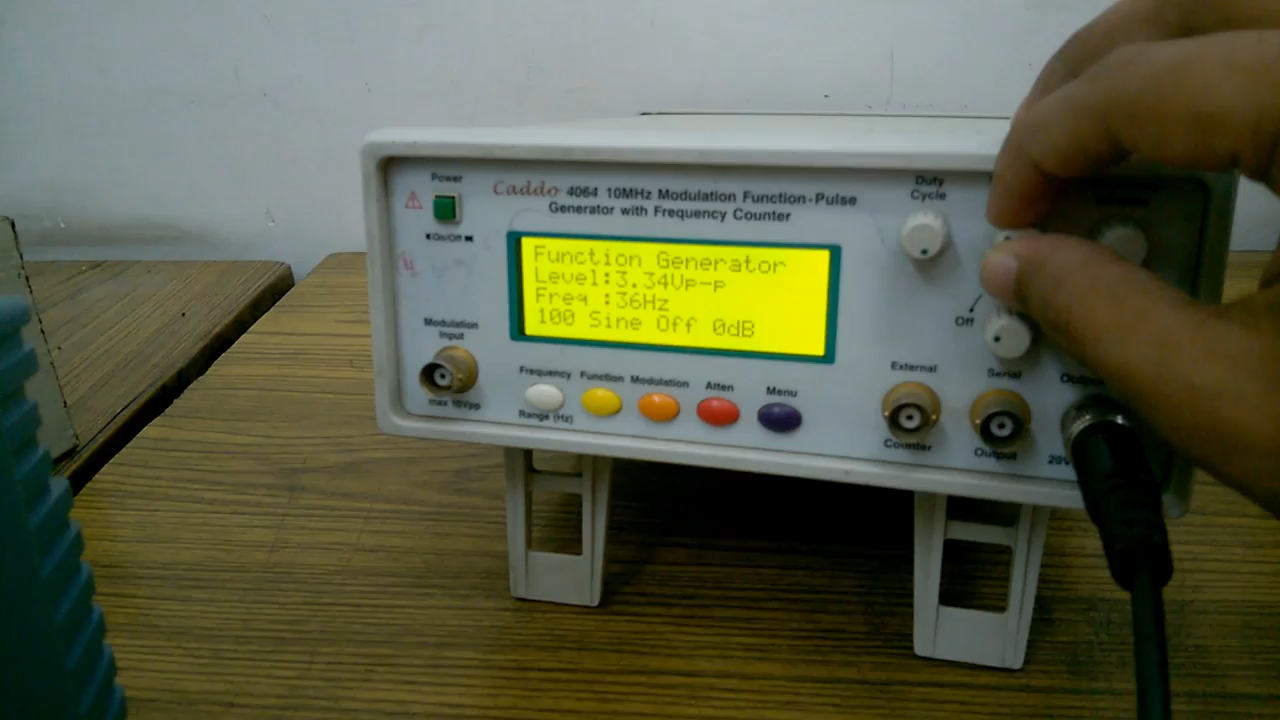 Power
Caddo 4064 10MHz Modulation Function-Pulse
Generator with Frequency Counter
Duty
Cycle
On/Off
Function Generator
Level:3.34Vp-p
Freq :36Hz
100 Sine Off 0dB
Off
Modulation
Input
max 10Vpp
Frequency
Function
Modulation
Atten
Menu
Range (Hz)
External
Counter
Serial
Output